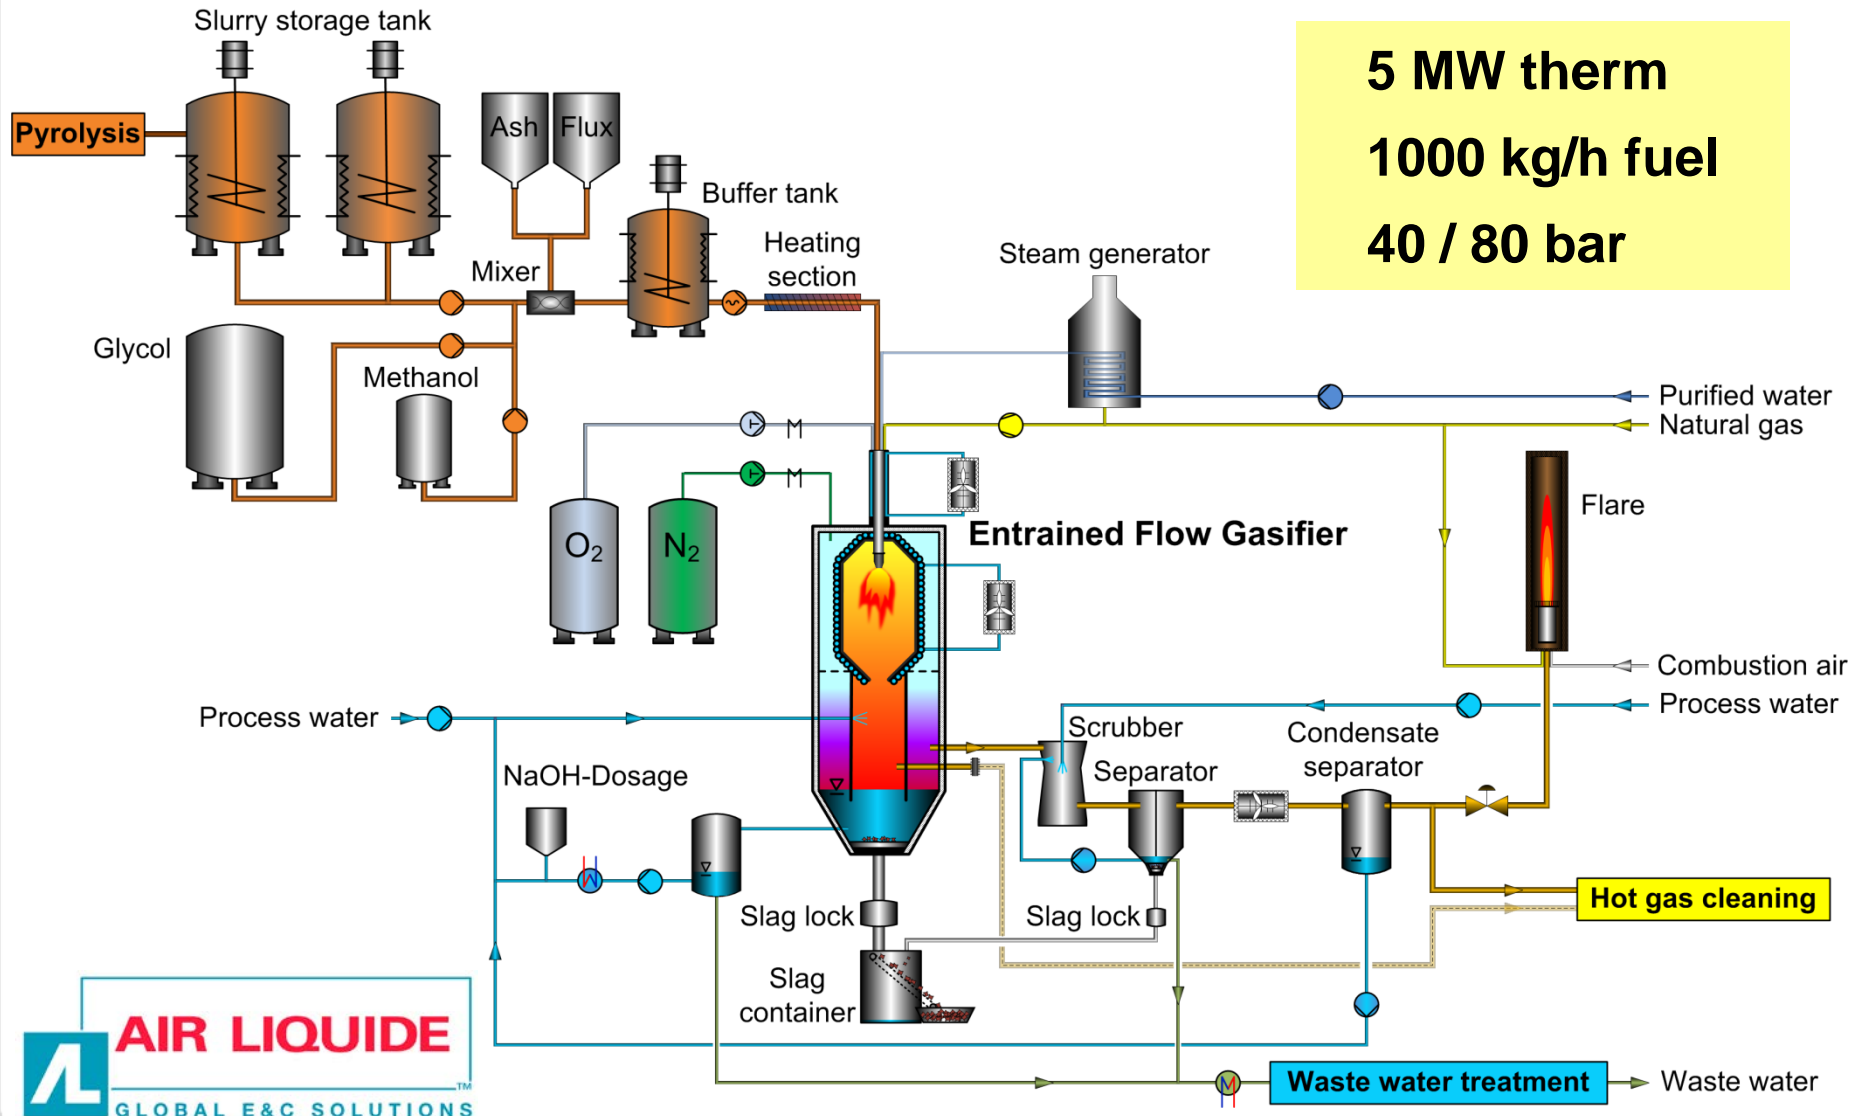 Slurry storage tank
5 MW therm
1000 kg/h fuel
40 / 80 bar
Pyrolysis
Ash
Flux
Buffer tank
Heating
section
Mixer
Steam generator
Glycol
Methanol
Purified water
Natural gas
Flare
O₂
N₂
Entrained Flow Gasifier
Combustion air
Process water
Process water
Scrubber
Condensate
separator
Separator
NaOH-Dosage
Slag lock
Slag lock
Hot gas cleaning
Slag
container
AIR LIQUIDE
AL
TM
GLOBAL E&C SOLUTIONS
Waste water treatment
Waste water